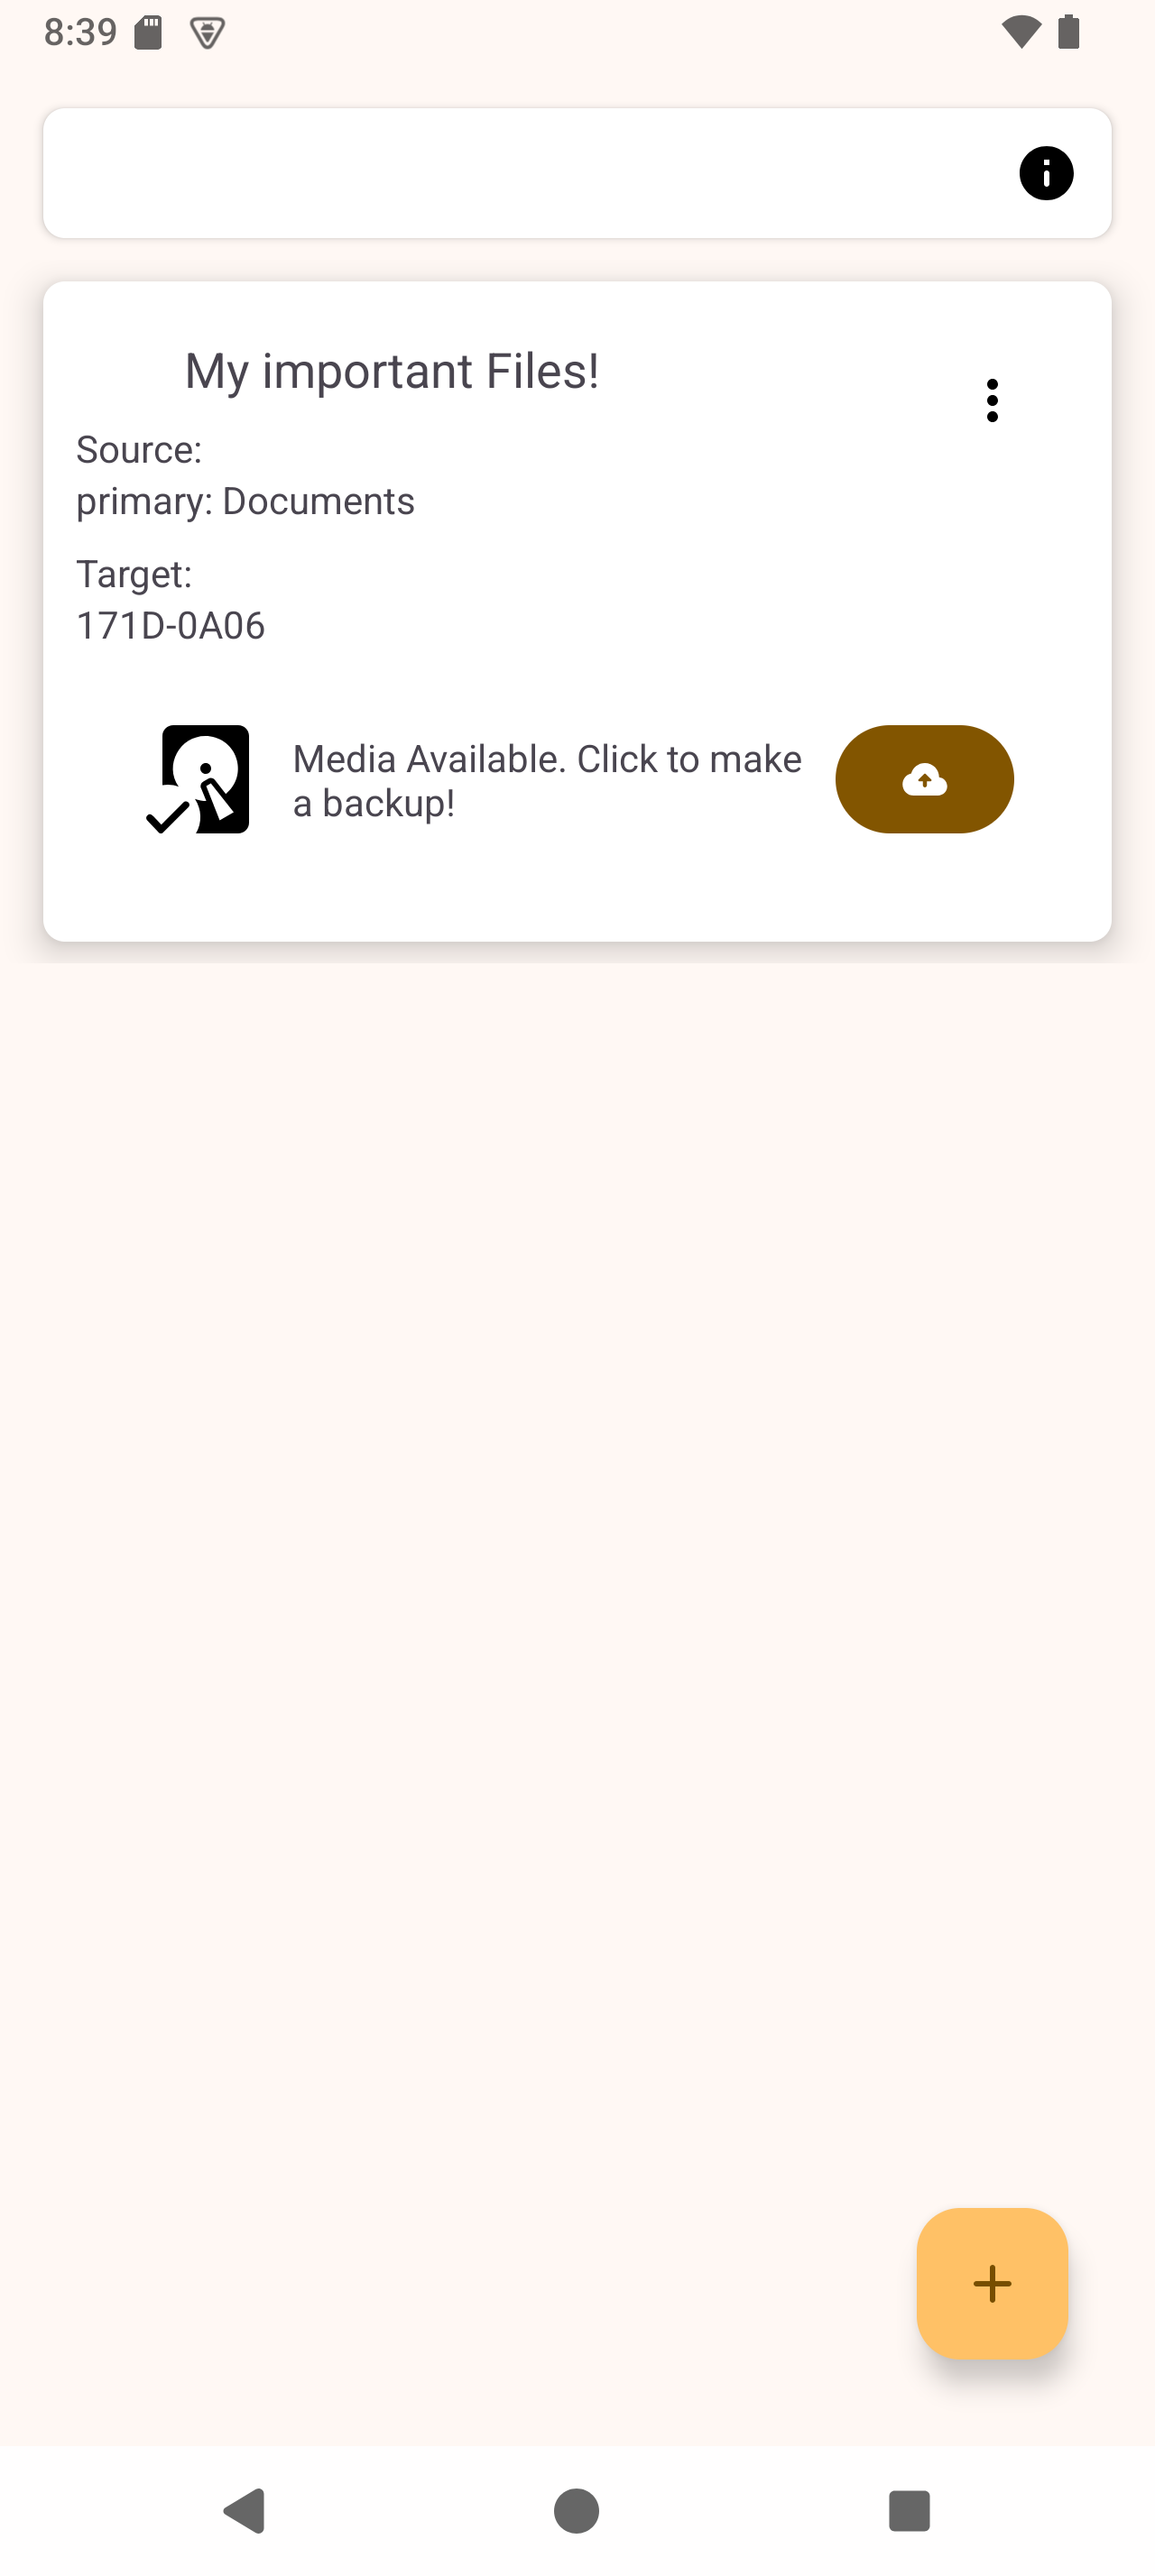 8:39
My important Files!
Source:
primary: Documents
Target:
171D-0A06
Media Available. Click to make
a backup!